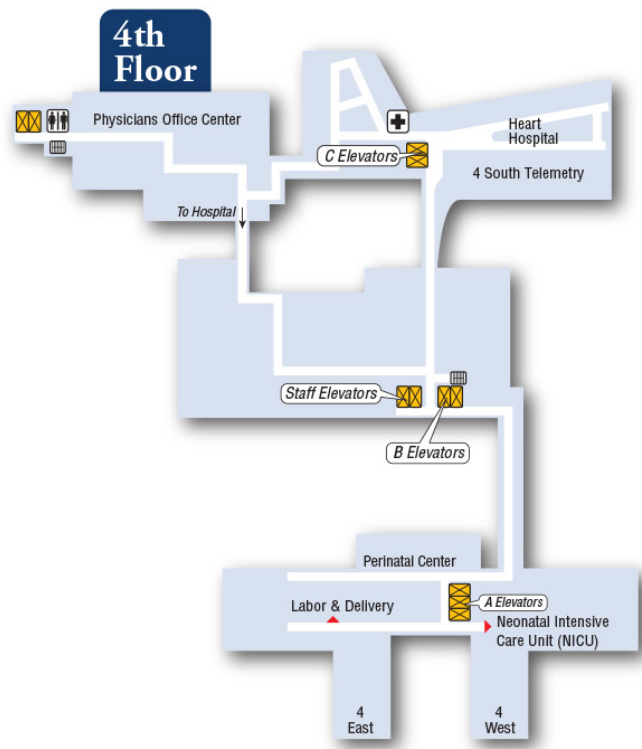 4th
Floor
Physicians Office Center
Heart
Hospital
C Elevators
4 South Telemetry
To Hospital
Staff Elevators
B Elevators
Perinatal Center
Labor & Delivery
A Elevators
Neonatal Intensive
Care Unit (NICU)
4
East
4
West